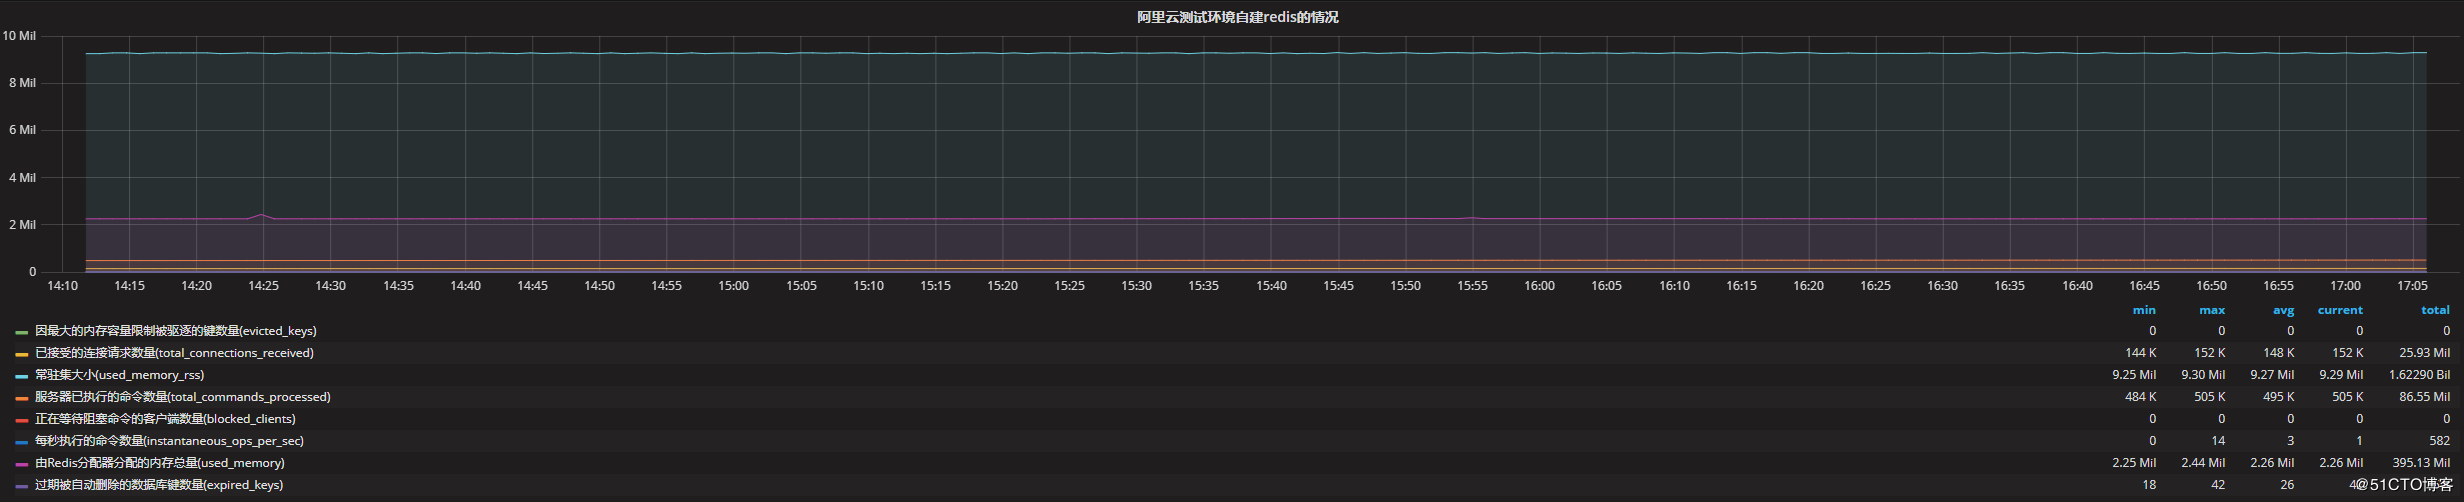 阿里云测试环境自建redis的情况
10 Mil
8 Mil
6 Mil
4 Mil
2 Mil
0
14:10 14:15 14:20 14:25 14:30 14:35 14:40 14:45 14:50 14:55 15:00 15:05 15:10 15:15 15:20 15:25 15:30 15:35 15:40 15:45 15:50 15:55 16:00 16:05 16:10 16:15 16:20 16:25 16:30 16:35 16:40 16:45 16:50 16:55 17:00 17:05
min max avg current total
因最大的内存容量限制被驱逐的键数量(evicted_keys) 0 0 0 0 0
已接受的连接请求数量(total_connections_received) 144 K 152 K 148 K 152 K 25.93 Mil
常驻集大小(used_memory_rss) 9.25 Mil 9.30 Mil 9.27 Mil 9.29 Mil 1.62290 Bil
服务器已执行的命令数量(total_commands_processed) 484 K 505 K 495 K 505 K 86.55 Mil
正在等待阻塞命令的客户端数量(blocked_clients) 0 0 0 0 0
每秒执行的命令数量(instantaneous_ops_per_sec) 0 14 3 1 582
由Redis分配器分配的内存总量(used_memory) 2.25 Mil 2.44 Mil 2.26 Mil 2.26 Mil 395.13 Mil
过期被自动删除的数据库键数量(expired_keys) 18 42 26
@51CTO博客